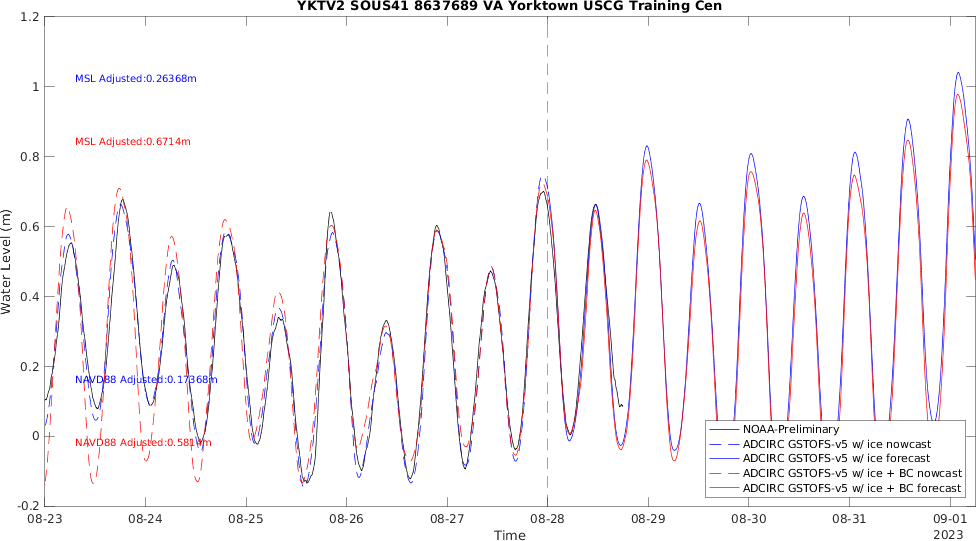 YKTV2 SOUS41 8637689 VA Yorktown USCG Training Cen
1.2
1
0.8
0.6
0.4
0.2
0
-0.2
Water Level (m)
MSL Adjusted:0.26368m
MSL Adjusted:0.6714m
NAVD88 Adjusted:0.17368m
NAVD88 Adjusted:0.5814m
NOAA-Preliminary
ADCIRC GSTOFS-v5 w/ ice nowcast
ADCIRC GSTOFS-v5 w/ ice forecast
ADCIRC GSTOFS-v5 w/ ice + BC nowcast
ADCIRC GSTOFS-v5 w/ ice + BC forecast
08-23 08-24 08-25 08-26 08-27 08-28 08-29 08-30 08-31 09-01
2023
Time